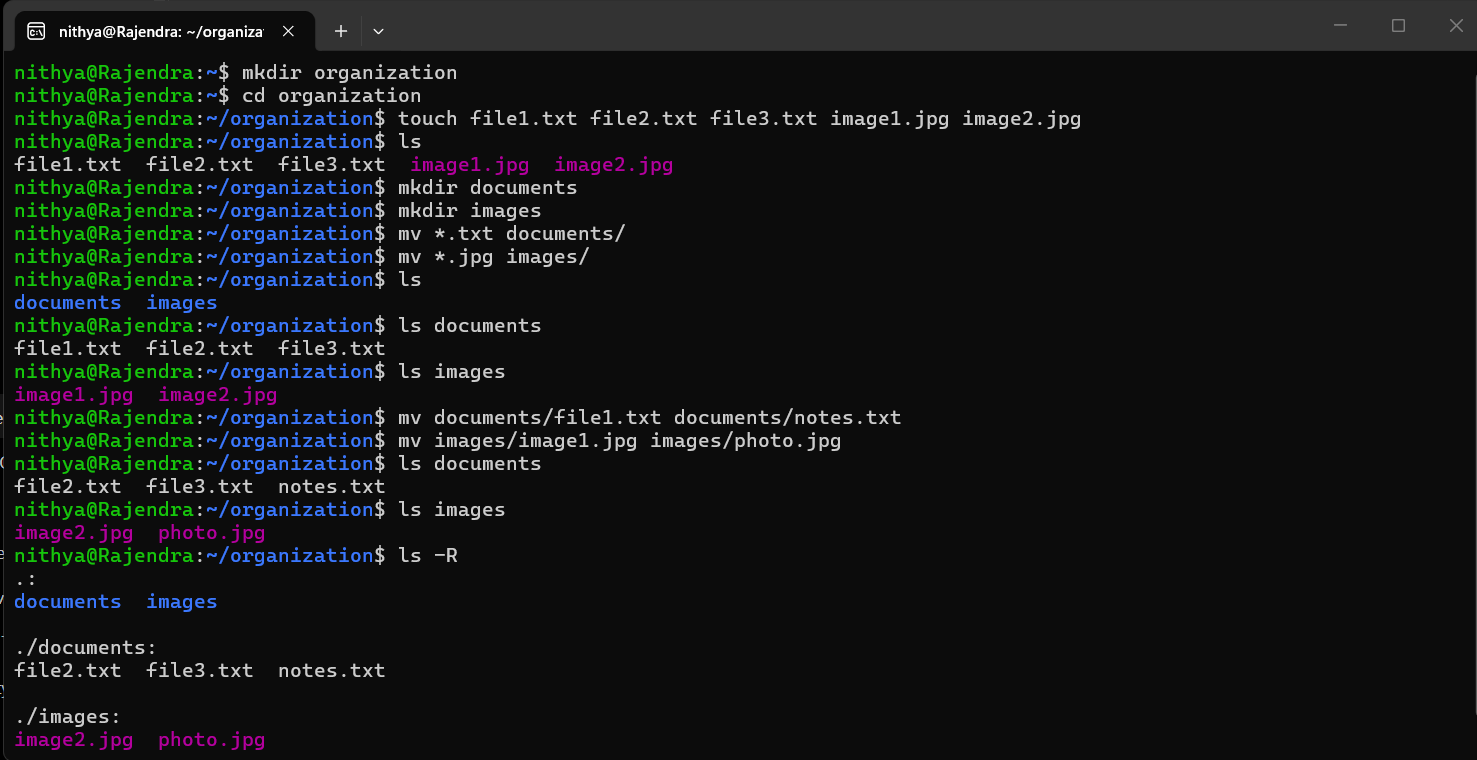 nithya@Rajendra: ~/organiza
nithya@Rajendra:~$ mkdir organization
nithya@Rajendra:~$ cd organization
nithya@Rajendra:~/organization$ touch file1.txt file2.txt file3.txt image1.jpg image2.jpg
nithya@Rajendra:~/organization$ ls
file1.txt  file2.txt  file3.txt  image1.jpg  image2.jpg
nithya@Rajendra:~/organization$ mkdir documents
nithya@Rajendra:~/organization$ mkdir images
nithya@Rajendra:~/organization$ mv *.txt documents/
nithya@Rajendra:~/organization$ mv *.jpg images/
nithya@Rajendra:~/organization$ ls
documents  images
nithya@Rajendra:~/organization$ ls documents
file1.txt  file2.txt  file3.txt
nithya@Rajendra:~/organization$ ls images
image1.jpg  image2.jpg
nithya@Rajendra:~/organization$ mv documents/file1.txt documents/notes.txt
nithya@Rajendra:~/organization$ mv images/image1.jpg images/photo.jpg
nithya@Rajendra:~/organization$ ls documents
file2.txt  file3.txt  notes.txt
nithya@Rajendra:~/organization$ ls images
image2.jpg  photo.jpg
nithya@Rajendra:~/organization$ ls -R
.:
documents  images

./documents:
file2.txt  file3.txt  notes.txt

./images:
image2.jpg  photo.jpg